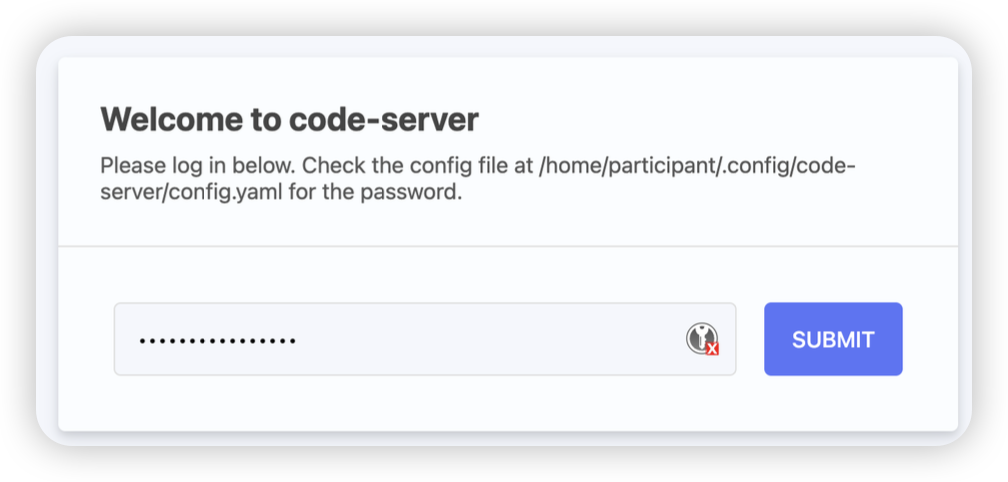 Welcome to code-server
Please log in below. Check the config file at /home/participant/.config/code-
server/config.yaml for the password.
••••••••••••••••
SUBMIT